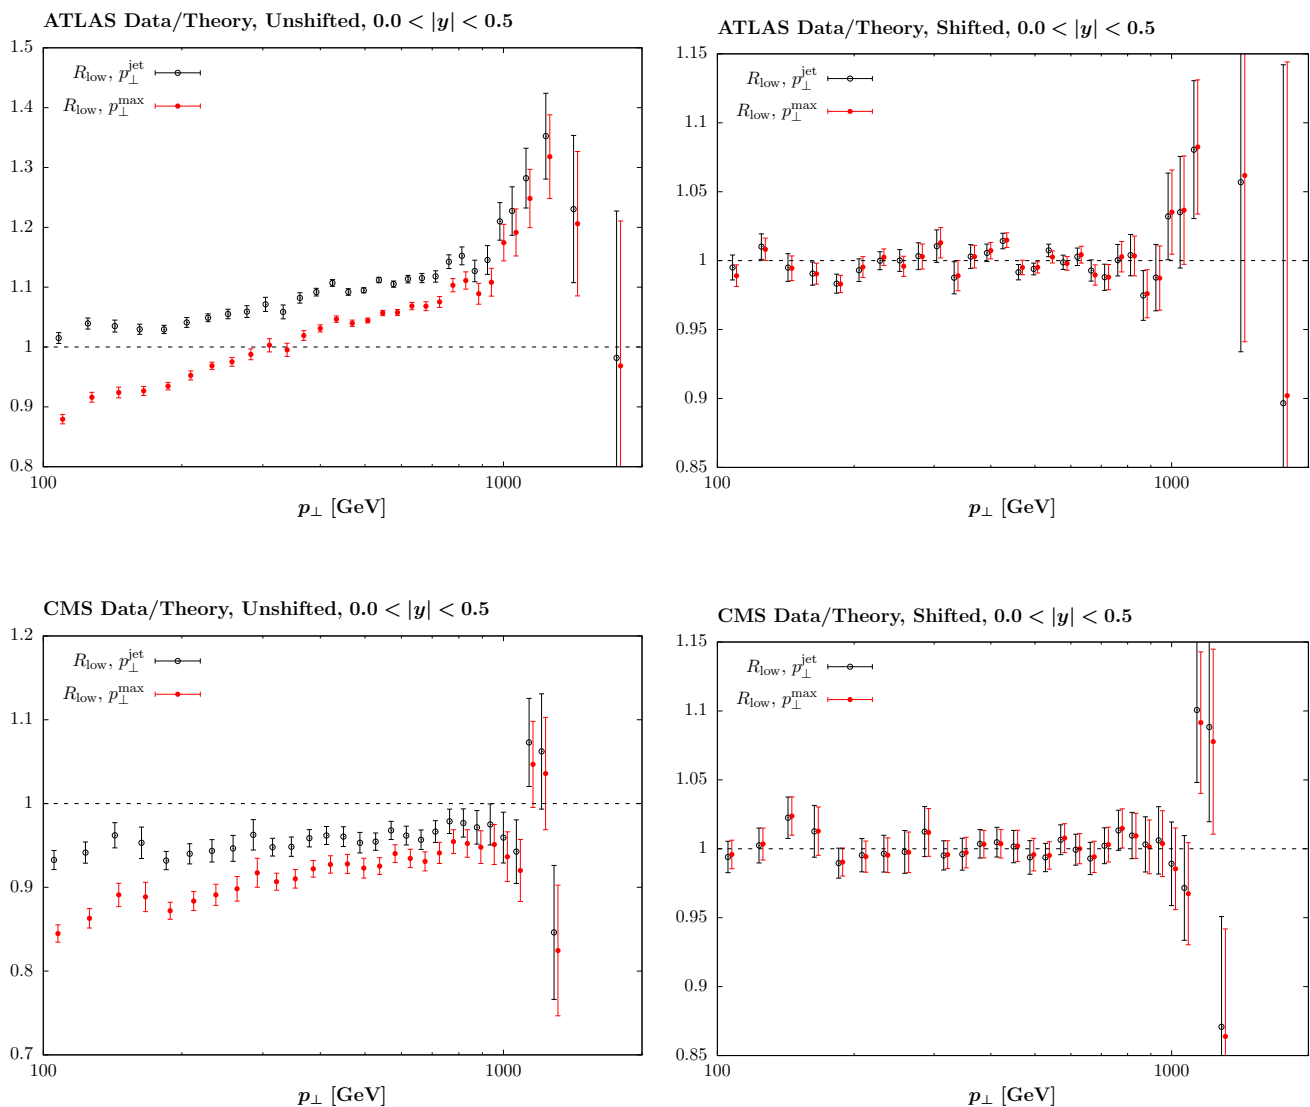 ATLAS Data/Theory, Unshifted, 0.0 < |y| < 0.5
R_low, p_⊥^jet
R_low, p_⊥^max
1.5
1.4
1.3
1.2
1.1
1
0.9
0.8
100
1000
p_⊥ [GeV]
ATLAS Data/Theory, Shifted, 0.0 < |y| < 0.5
R_low, p_⊥^jet
R_low, p_⊥^max
1.15
1.1
1.05
1
0.95
0.9
0.85
100
1000
p_⊥ [GeV]
CMS Data/Theory, Unshifted, 0.0 < |y| < 0.5
R_low, p_⊥^jet
R_low, p_⊥^max
1.2
1.1
1
0.9
0.8
0.7
100
1000
p_⊥ [GeV]
CMS Data/Theory, Shifted, 0.0 < |y| < 0.5
R_low, p_⊥^jet
R_low, p_⊥^max
1.15
1.1
1.05
1
0.95
0.9
0.85
100
1000
p_⊥ [GeV]